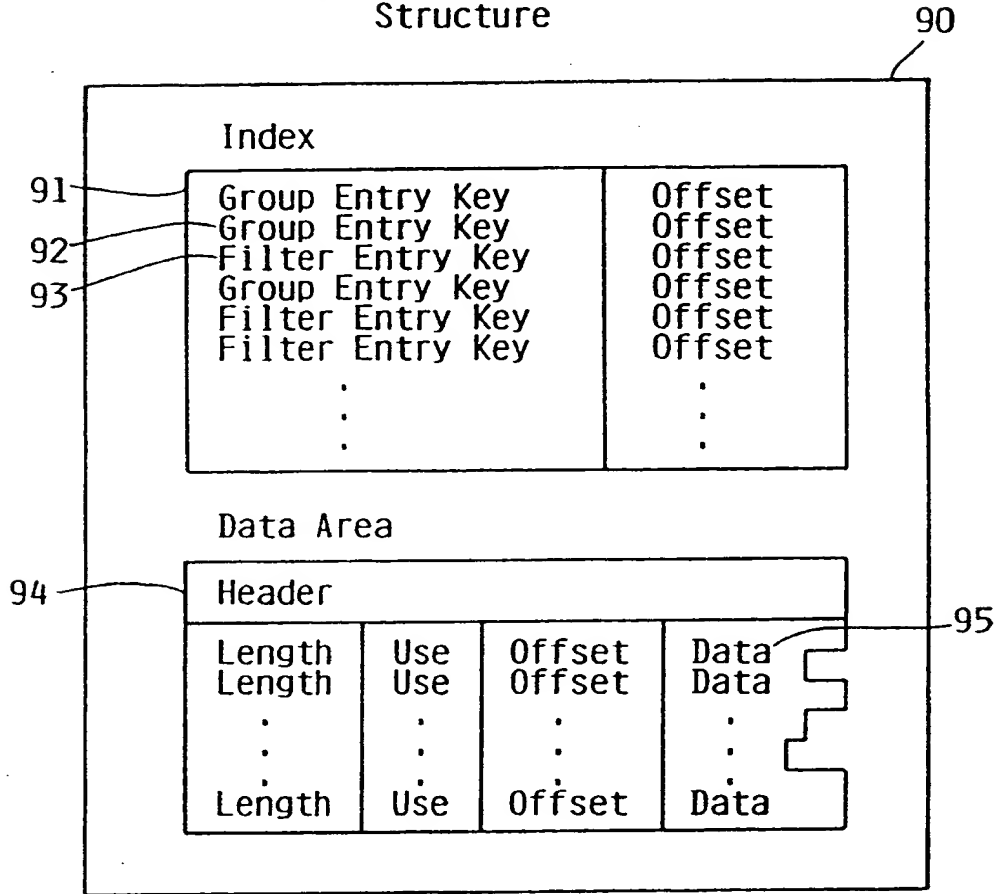 Structure
90
Index
91
Group Entry Key Offset
92
Group Entry Key Offset
93
Filter Entry Key Offset
Group Entry Key Offset
Filter Entry Key Offset
Filter Entry Key Offset
. .
. .
. .
Data Area
94
Header
95
Length Use Offset Data
Length Use Offset Data
. . . .
. . . .
. . . .
Length Use Offset Data